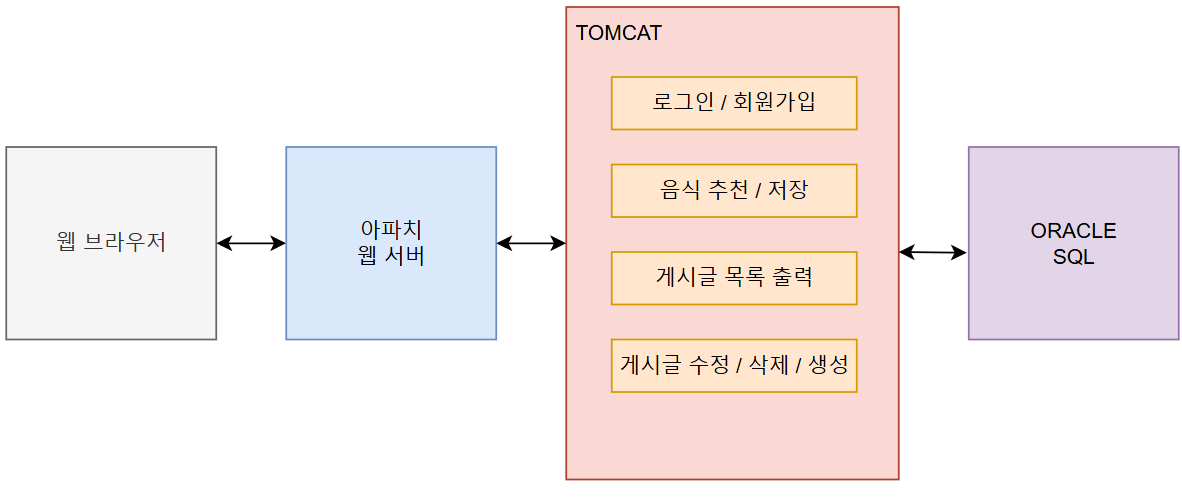 웹 브라우저
아파치
웹 서버
TOMCAT
로그인 / 회원가입
음식 추천 / 저장
게시글 목록 출력
게시글 수정 / 삭제 / 생성
ORACLE
SQL